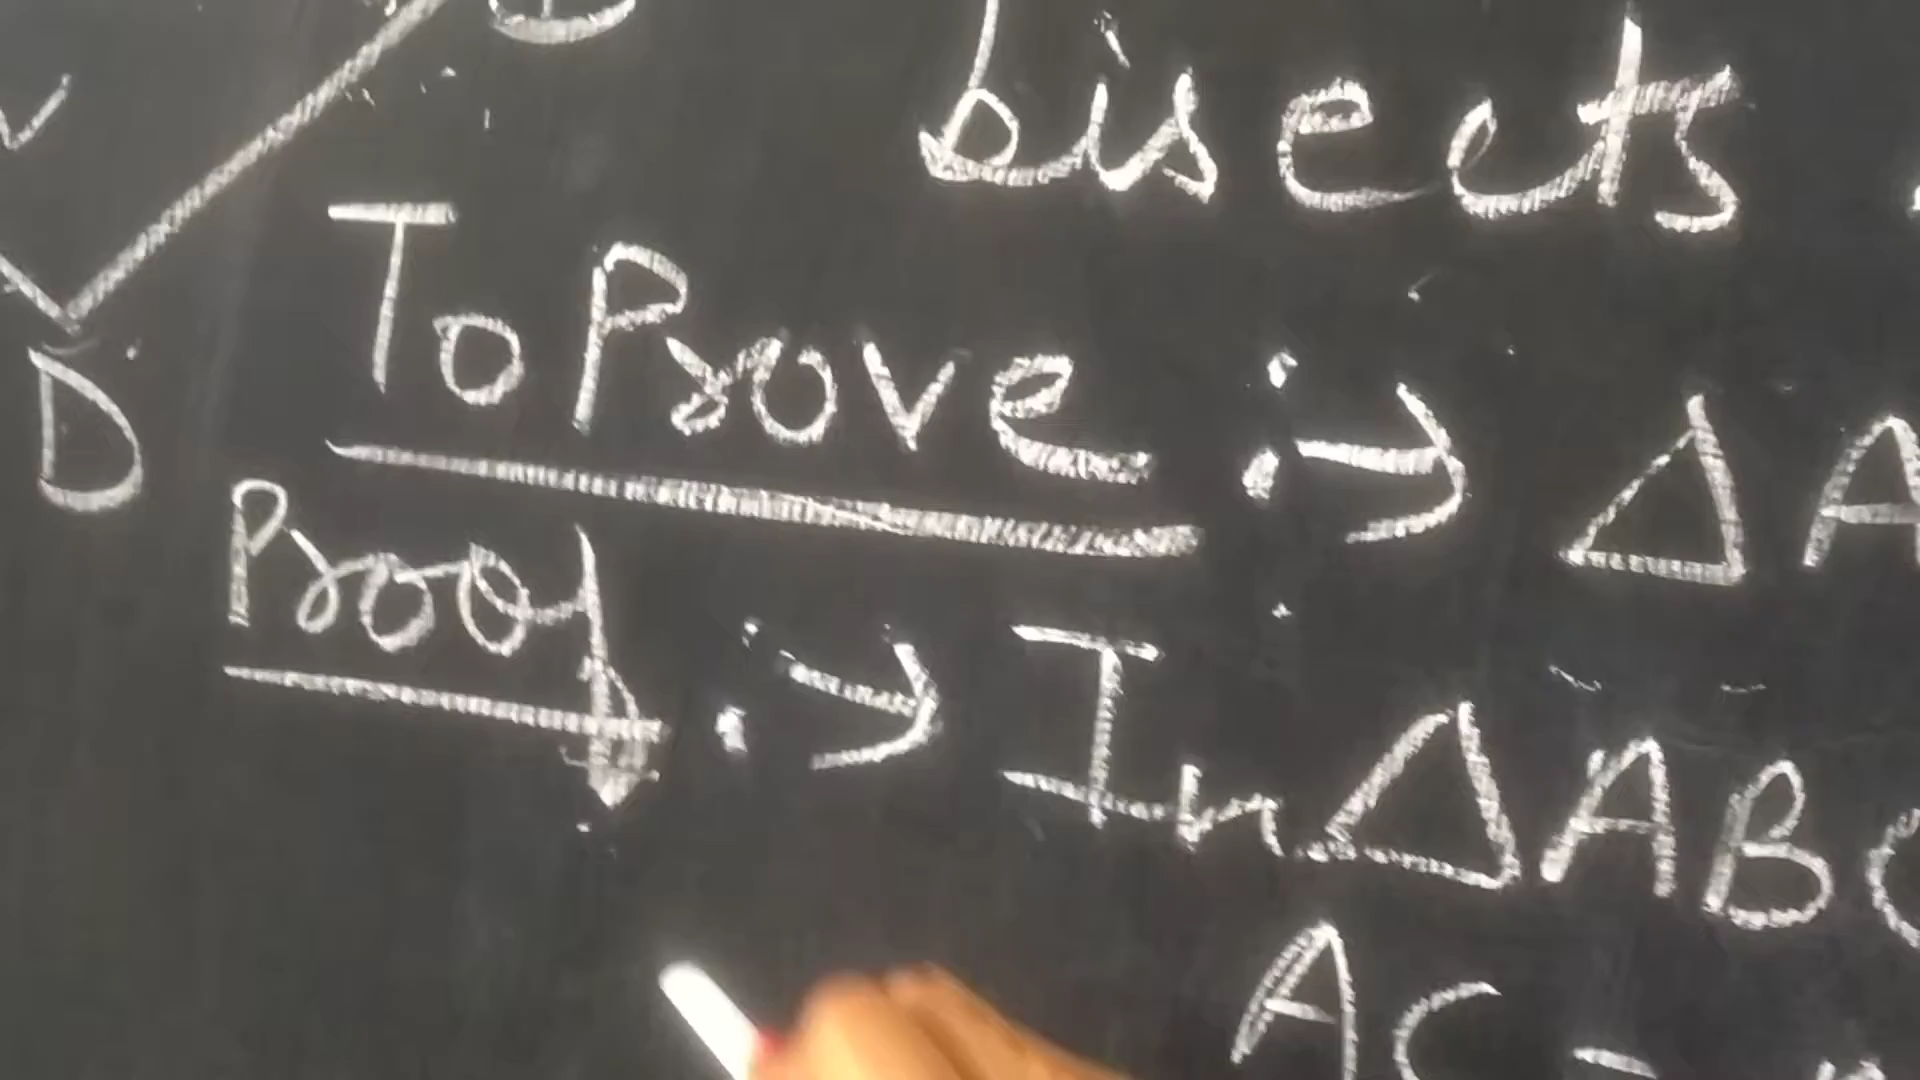 bisects
To Prove :→ ΔA
D
Proof :→ In ΔABC
AC =